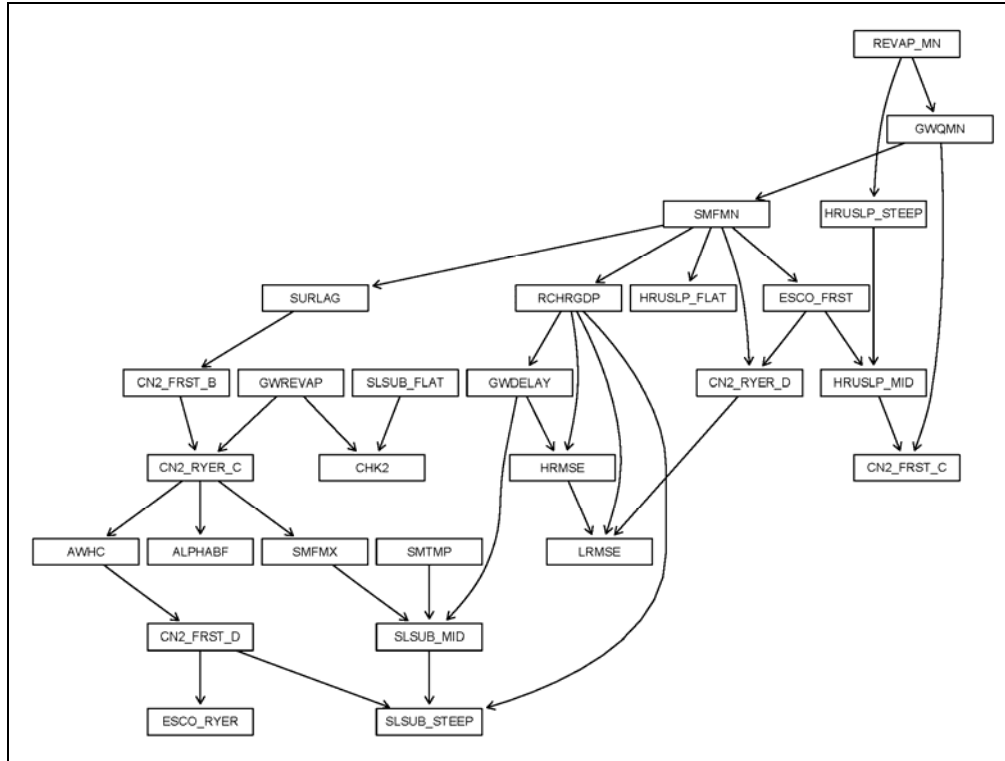 REVAP_MN
GWQMN
SMFMN
HRUSLP_STEEP
SURLAG
RCHRGDP
HRUSLP_FLAT
ESCO_FRST
CN2_FRST_B
GWREVAP
SLSUB_FLAT
GWDELAY
CN2_RYER_D
HRUSLP_MID
CN2_RYER_C
CHK2
HRMSE
CN2_FRST_C
AWHC
ALPHABF
SMFMX
SMTMP
LRMSE
CN2_FRST_D
SLSUB_MID
ESCO_RYER
SLSUB_STEEP